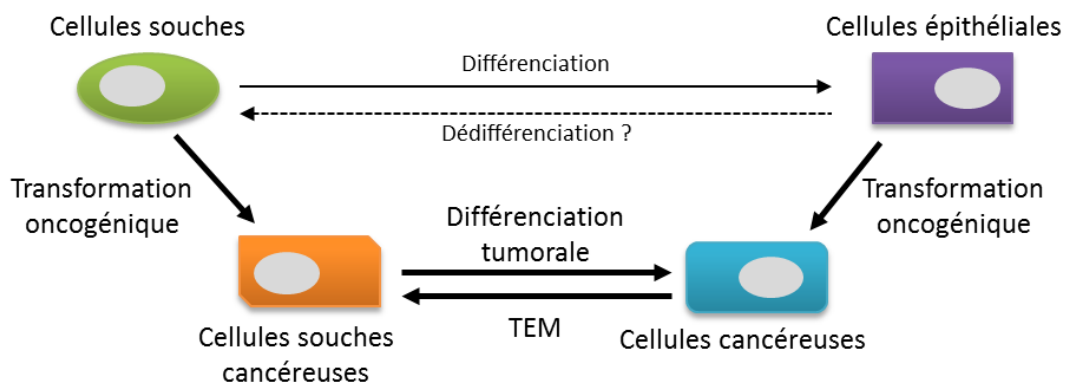 Cellules souches
Cellules épithéliales
Différenciation
Dédifférenciation ?
Transformation
oncogénique
Transformation
oncogénique
Différenciation
tumorale
TEM
Cellules souches
cancéreuses
Cellules cancéreuses